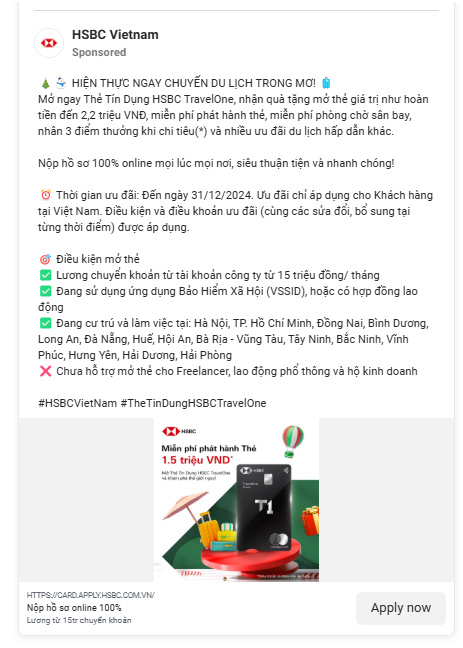 HSBC Vietnam
Sponsored
🎄 ⛄ HIỆN THỰC NGAY CHUYẾN DU LỊCH TRONG MƠ! 🧳
Mở ngay Thẻ Tín Dụng HSBC TravelOne, nhận quà tặng mở thẻ giá trị như hoàn
tiền đến 2,2 triệu VNĐ, miễn phí phát hành thẻ, miễn phí phòng chờ sân bay,
nhân 3 điểm thưởng khi chi tiêu(*) và nhiều ưu đãi du lịch hấp dẫn khác.
Nộp hồ sơ 100% online mọi lúc mọi nơi, siêu thuận tiện và nhanh chóng!
⏰ Thời gian ưu đãi: Đến ngày 31/12/2024. Ưu đãi chỉ áp dụng cho Khách hàng
tại Việt Nam. Điều kiện và điều khoản ưu đãi (cùng các sửa đổi, bổ sung tại
từng thời điểm) được áp dụng.
🎯 Điều kiện mở thẻ
✅ Lương chuyển khoản từ tài khoản công ty từ 15 triệu đồng/ tháng
✅ Đang sử dụng ứng dụng Bảo Hiểm Xã Hội (VSSID), hoặc có hợp đồng lao
động
✅ Đang cư trú và làm việc tại: Hà Nội, TP. Hồ Chí Minh, Đồng Nai, Bình Dương,
Long An, Đà Nẵng, Huế, Hội An, Bà Rịa - Vũng Tàu, Tây Ninh, Bắc Ninh, Vĩnh
Phúc, Hưng Yên, Hải Dương, Hải Phòng
❌ Chưa hỗ trợ mở thẻ cho Freelancer, lao động phổ thông và hộ kinh doanh
#HSBCVietNam #TheTinDungHSBCTravelOne
HSBC
Miễn phí phát hành Thẻ
1.5 triệu VND*
Mở Thẻ Tín Dụng HSBC TravelOne
và khám phá thế giới ngay!
HSBC
T1
HTTPS://CARD.APPLY.HSBC.COM.VN/
Nộp hồ sơ online 100%
Lương từ 15tr chuyển khoản
Apply now